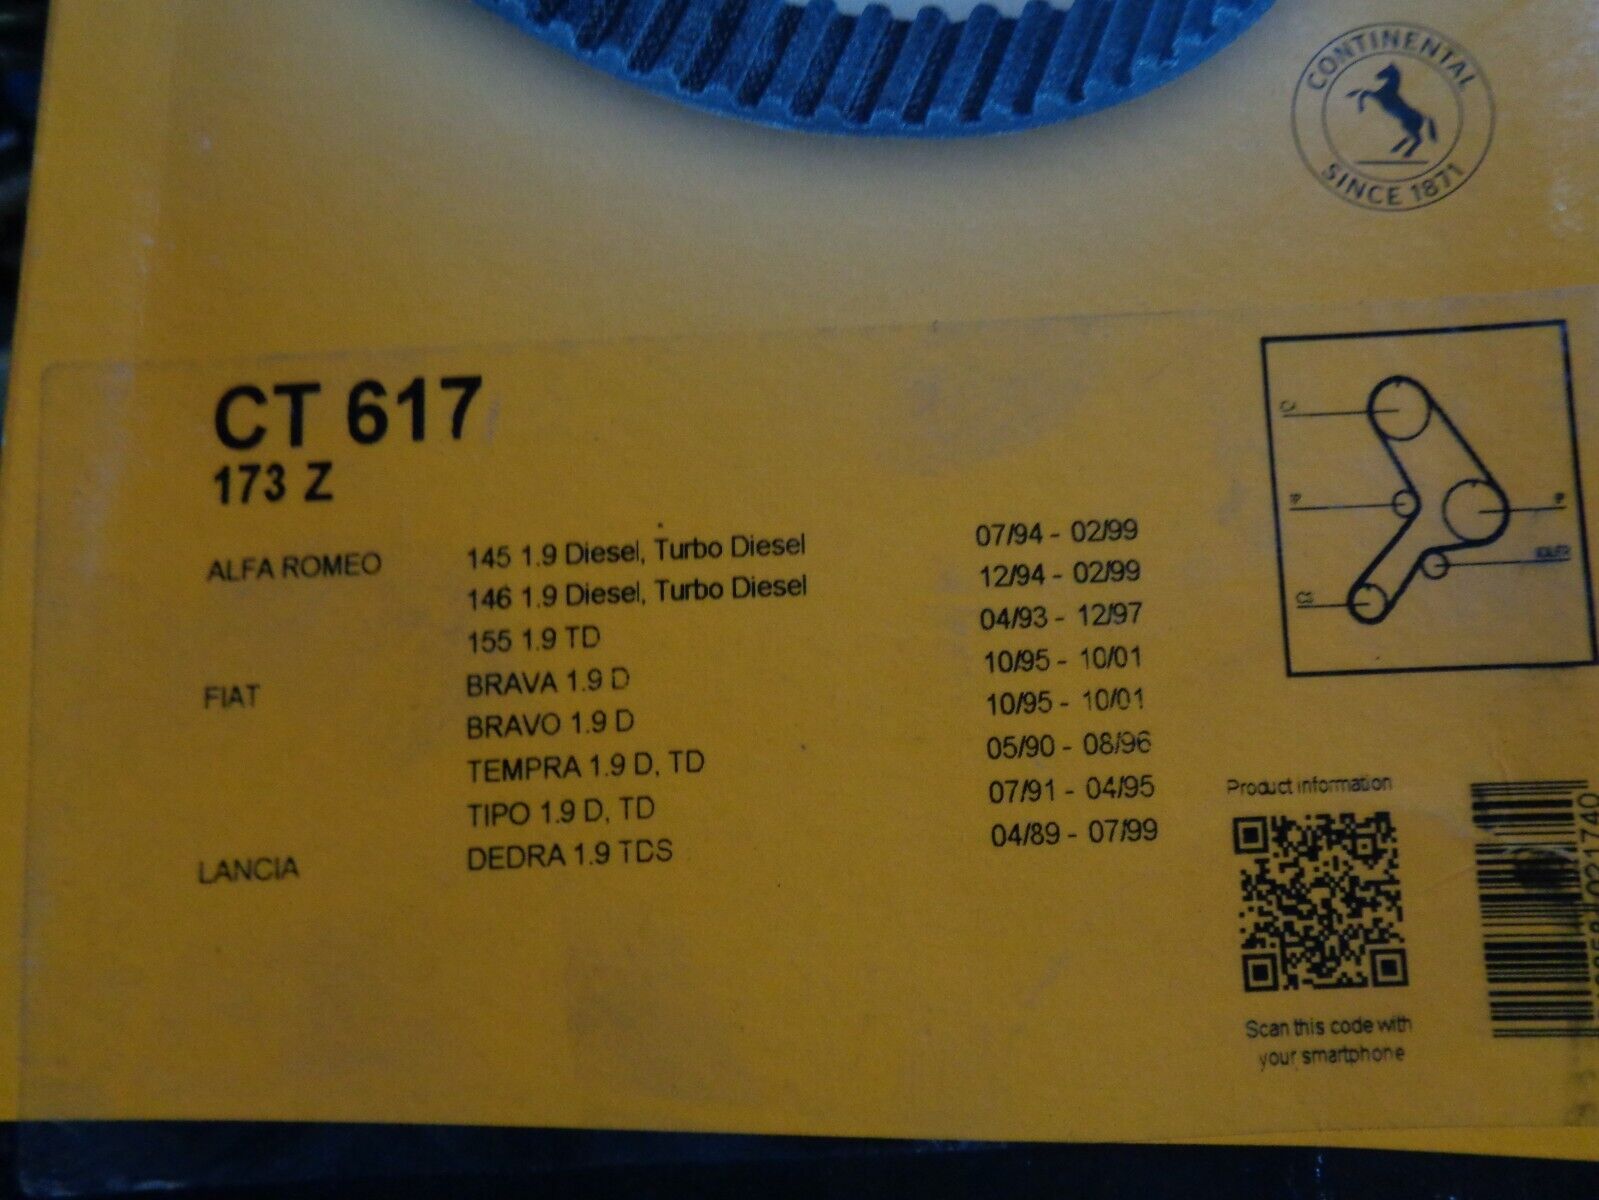 CONTINENTAL
SINCE 1871
CT 617
173 Z
ALFA ROMEO 145 1.9 Diesel, Turbo Diesel 07/94 - 02/99
146 1.9 Diesel, Turbo Diesel 12/94 - 02/99
155 1.9 TD 04/93 - 12/97
FIAT BRAVA 1.9 D 10/95 - 10/01
BRAVO 1.9 D 10/95 - 10/01
TEMPRA 1.9 D, TD 05/90 - 08/96
TIPO 1.9 D, TD 07/91 - 04/95
LANCIA DEDRA 1.9 TDS 04/89 - 07/99
CS
Product information
Scan this code with
your smartphone
021740